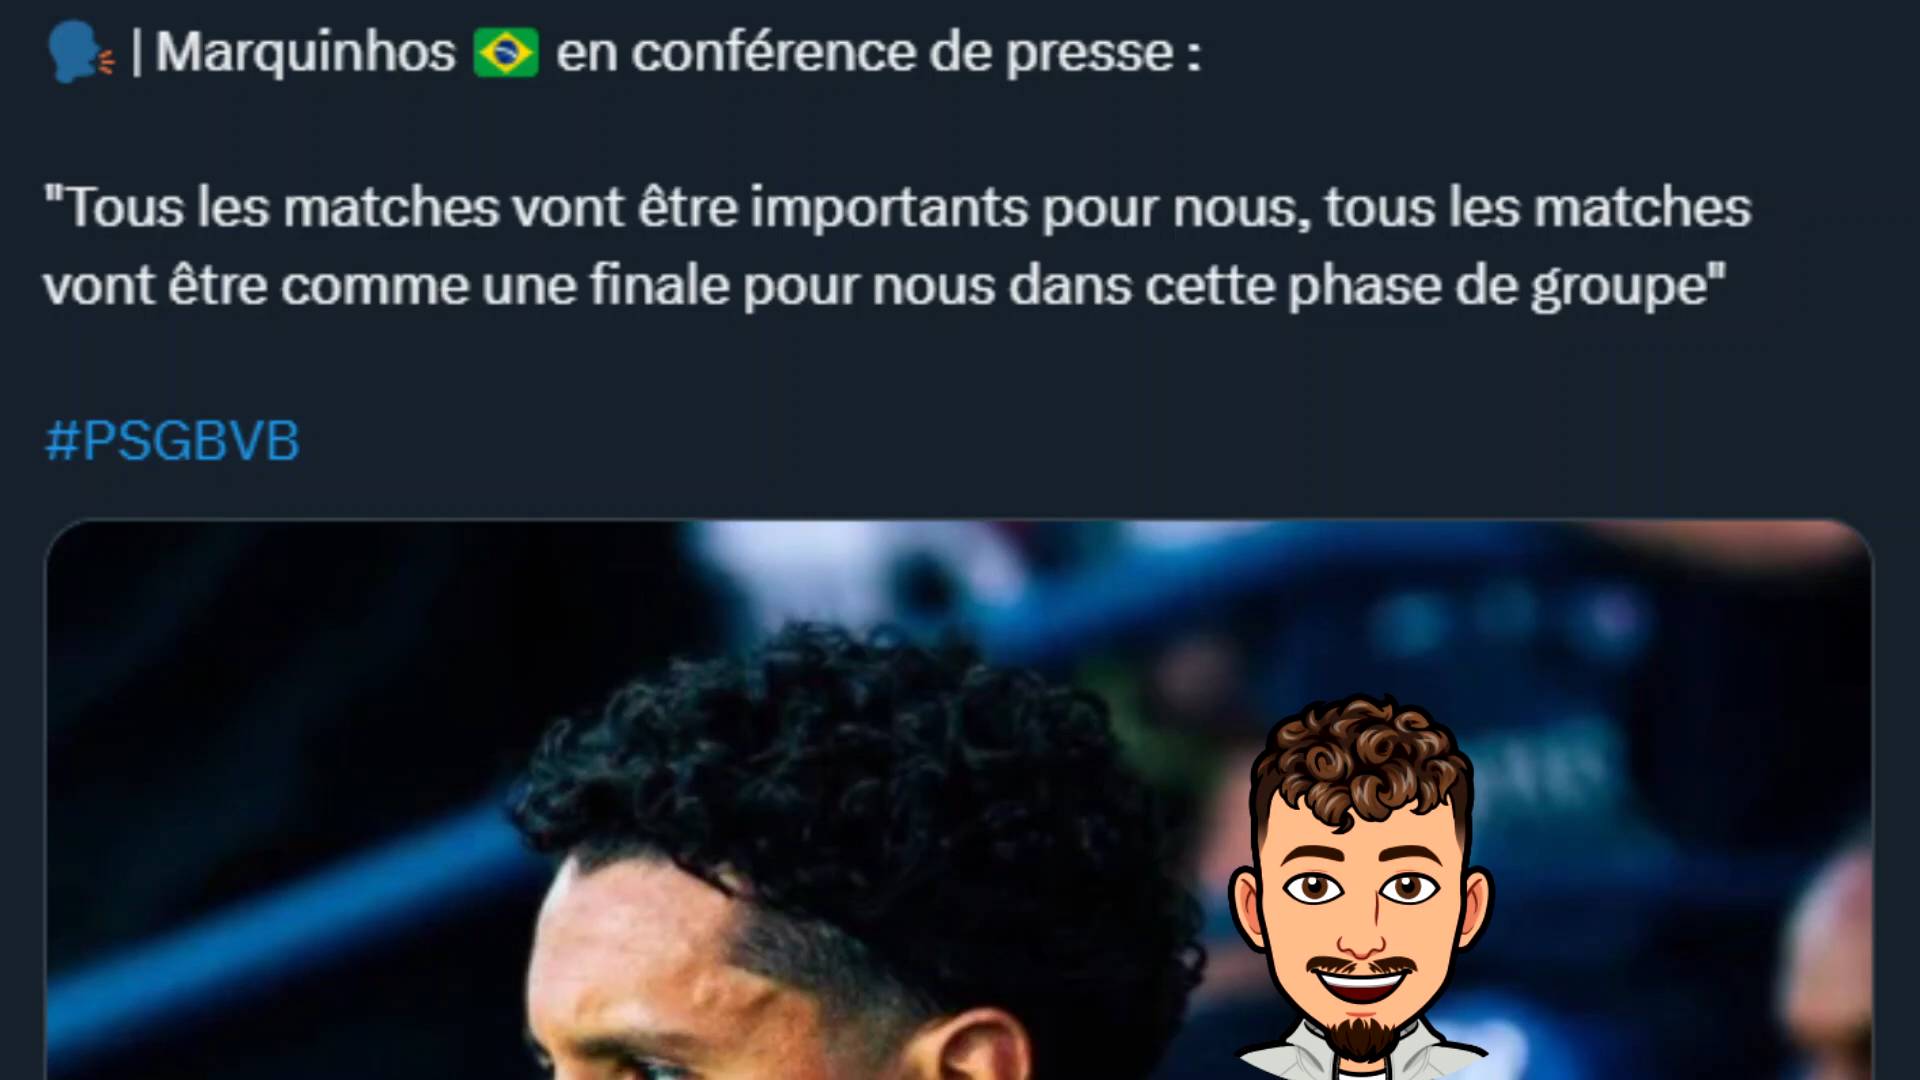 🗣️ | Marquinhos 🇧🇷 en conférence de presse :
"Tous les matches vont être importants pour nous, tous les matches
vont être comme une finale pour nous dans cette phase de groupe"
#PSGBVB